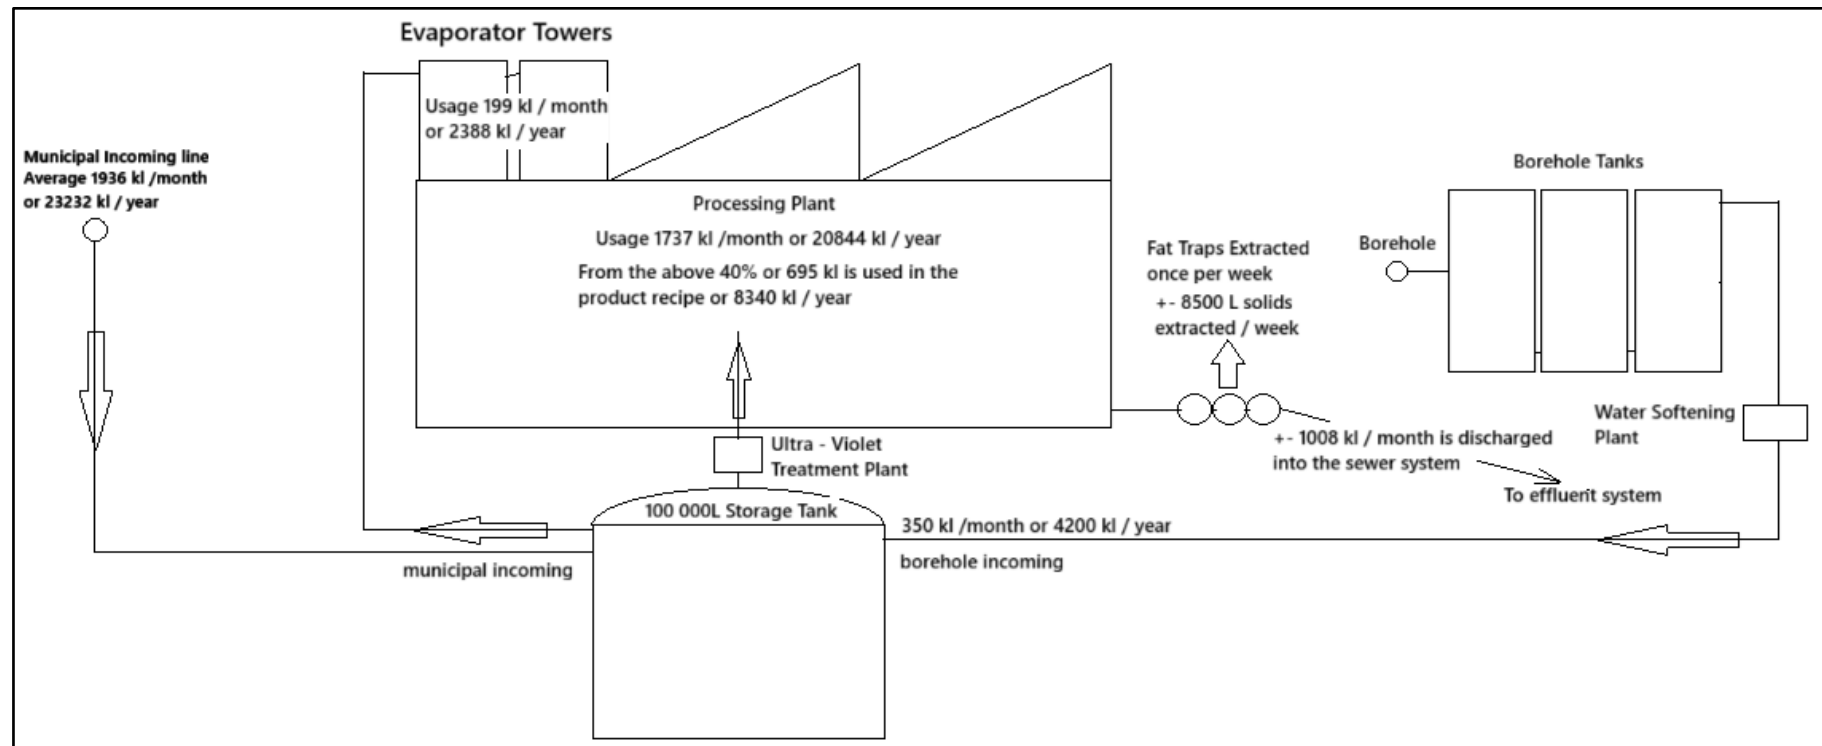 Evaporator Towers
Usage 199 kl / month
or 2388 kl / year
Municipal Incoming line
Average 1936 kl /month
or 23232 kl / year
Processing Plant
Usage 1737 kl /month or 20844 kl / year
From the above 40% or 695 kl is used in the
product recipe or 8340 kl / year
Fat Traps Extracted
once per week
+- 8500 L solids
extracted / week
Borehole Tanks
Borehole
Water Softening
Plant
+- 1008 kl / month is discharged
into the sewer system
To effluent system
Ultra - Violet
Treatment Plant
100 000L Storage Tank
350 kl /month or 4200 kl / year
borehole incoming
municipal incoming